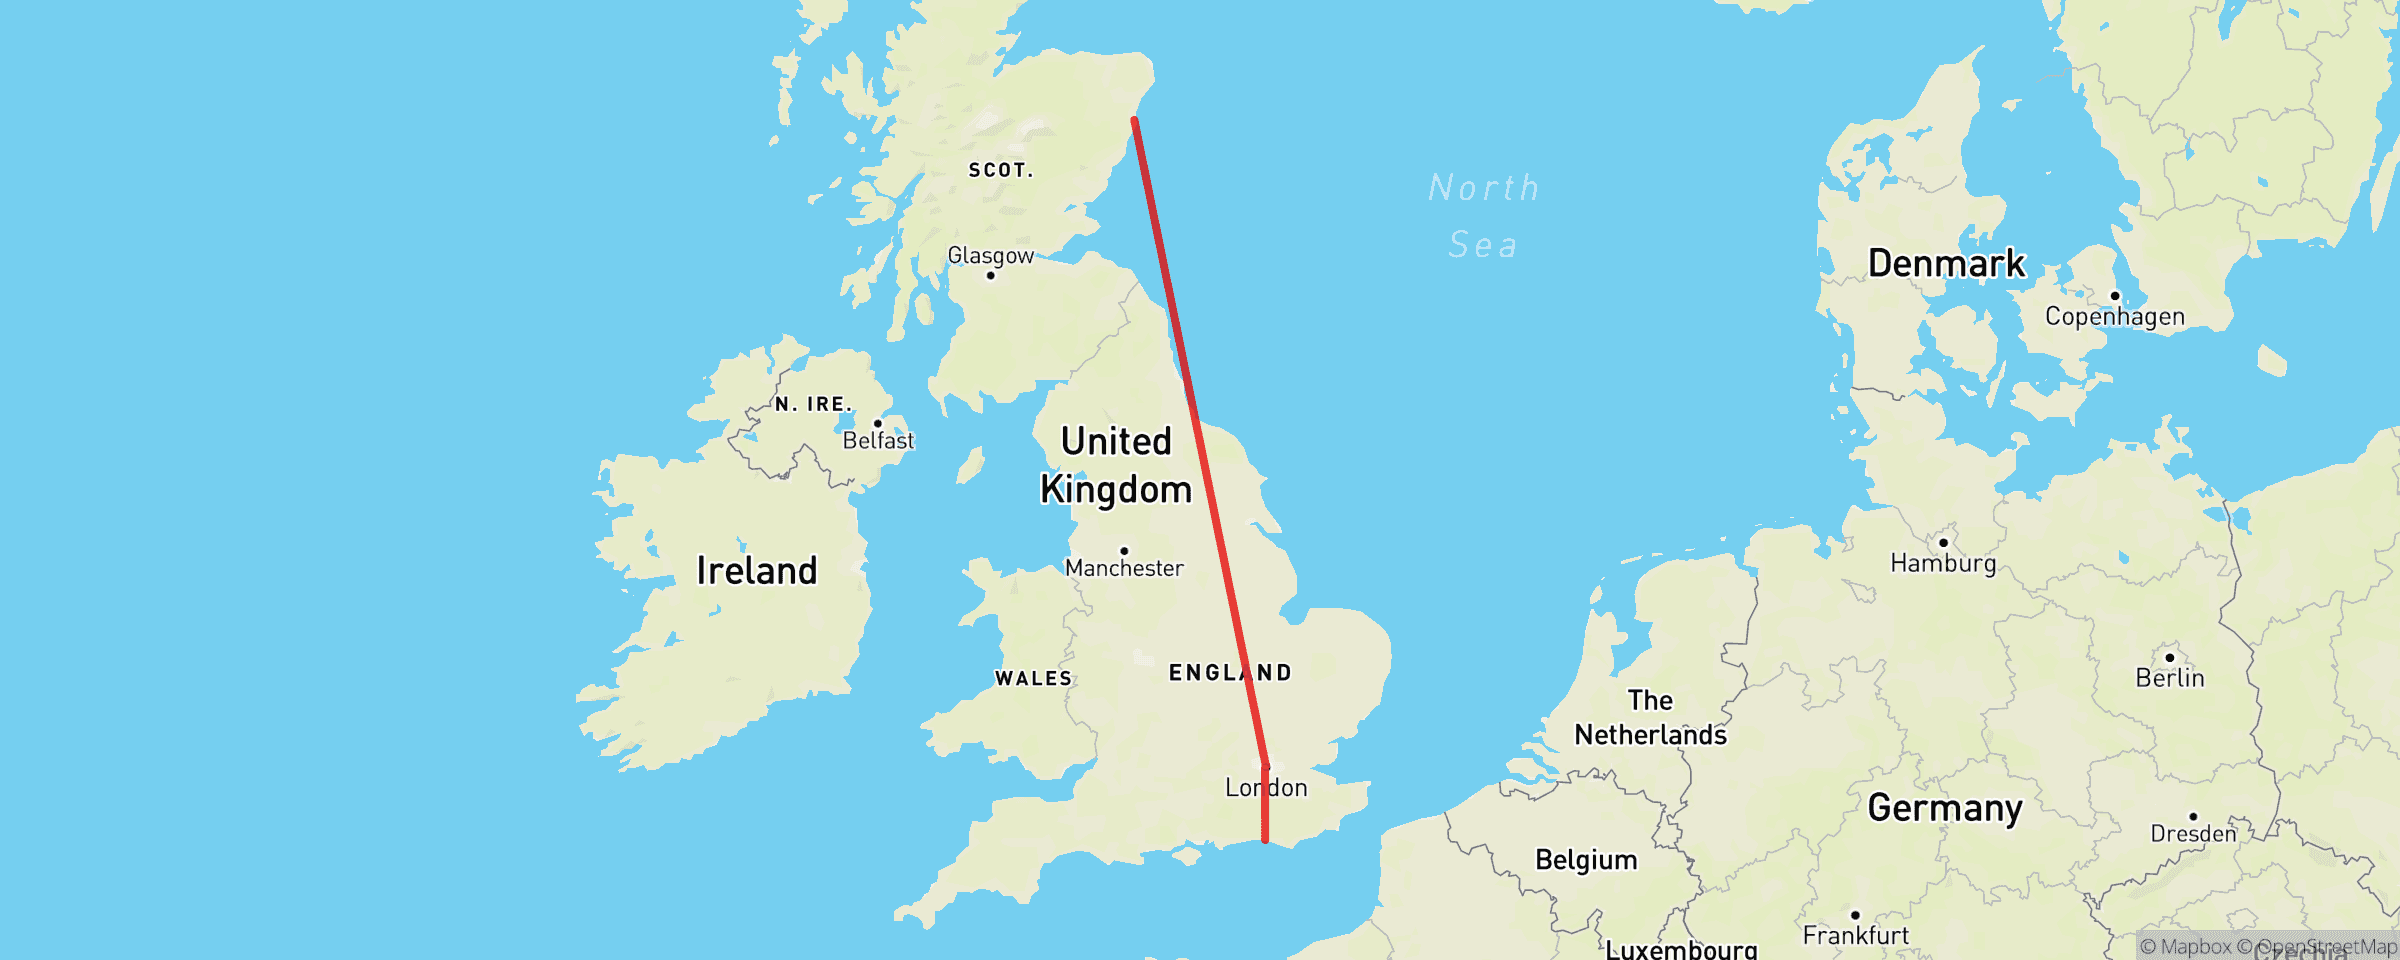 SCOT.
North
Sea
Glasgow
Denmark
Copenhagen
N. IRE.
Belfast
United
Kingdom
Ireland
Manchester
Hamburg
WALES
ENGLAND
Berlin
The
Netherlands
London
Germany
Dresden
Belgium
Frankfurt
Luxembourg
© Mapbox © OpenStreetMap
Czechia